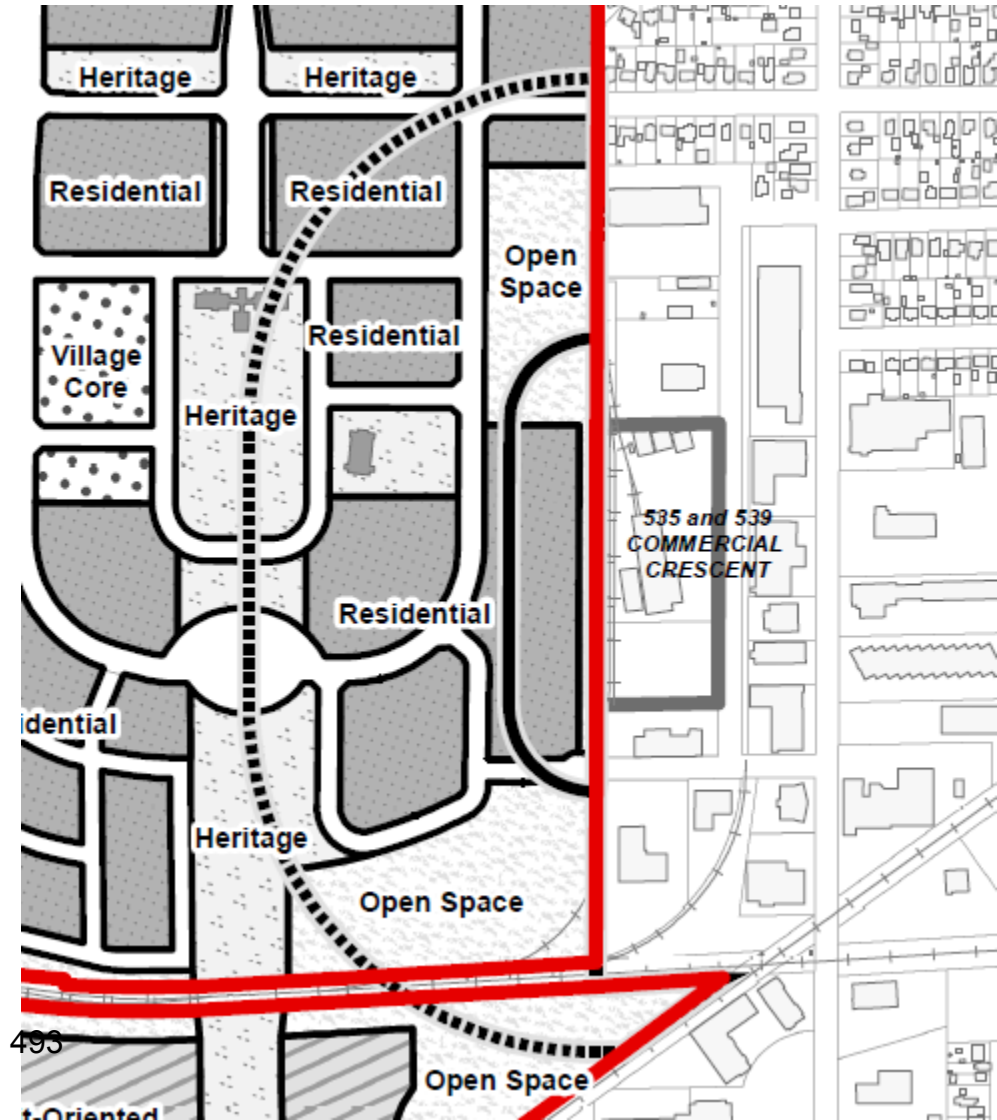 Heritage
Heritage
Residential
Residential
Open
Space
Residential
Village
Core
Heritage
535 and 539
COMMERCIAL
CRESCENT
Residential
idential
Heritage
Open Space
493
Open Space
t-Oriented